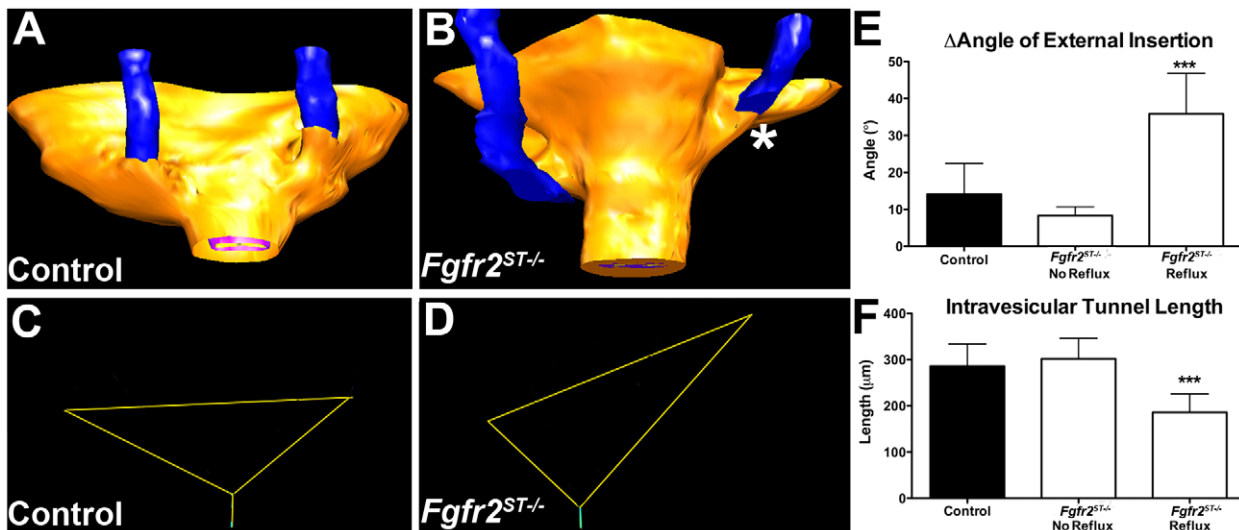 A
Control
B
*
Fgfr2ST-/-
C
Control
D
Fgfr2ST-/-
E
ΔAngle of External Insertion
***
50
40
30
20
10
0
Angle (°)
Control
Fgfr2ST-/-
No Reflux
Fgfr2ST-/-
Reflux
F
Intravesicular Tunnel Length
***
400
300
200
100
0
Length (μm)
Control
Fgfr2ST-/-
No Reflux
Fgfr2ST-/-
Reflux